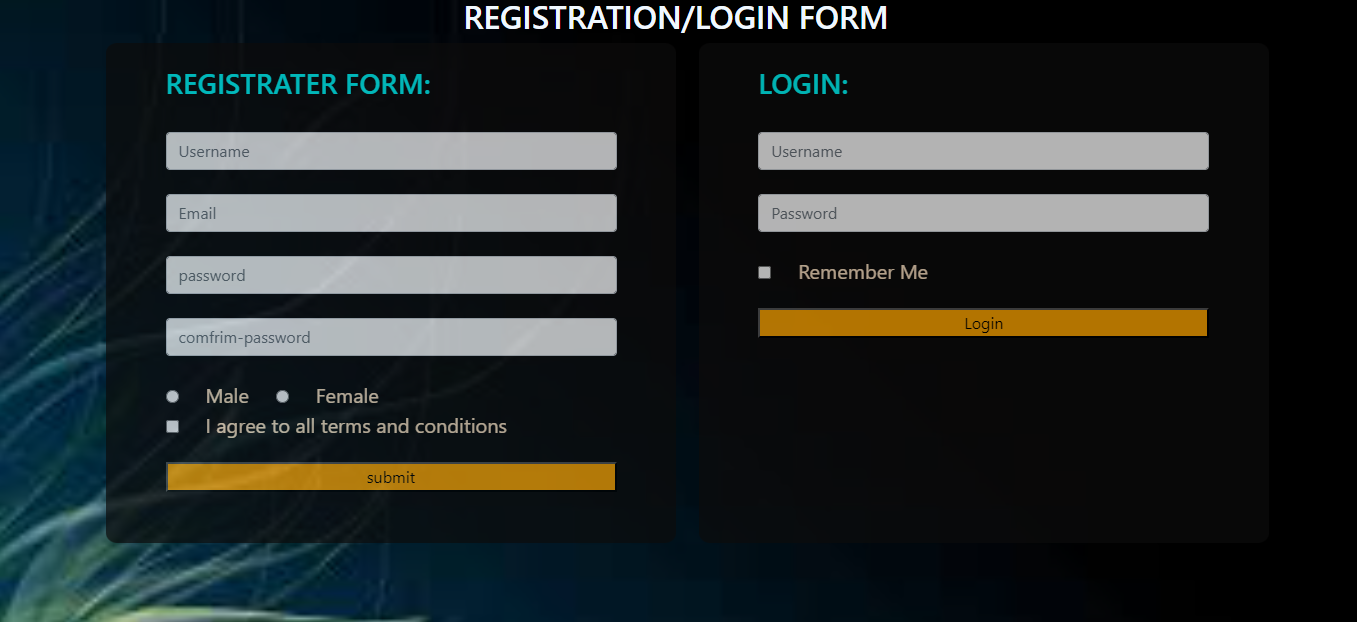 REGISTRATION/LOGIN FORM
REGISTRATER FORM:
Username
Email
password
comfrim-password
Male Female
I agree to all terms and conditions
submit
LOGIN:
Username
Password
Remember Me
Login